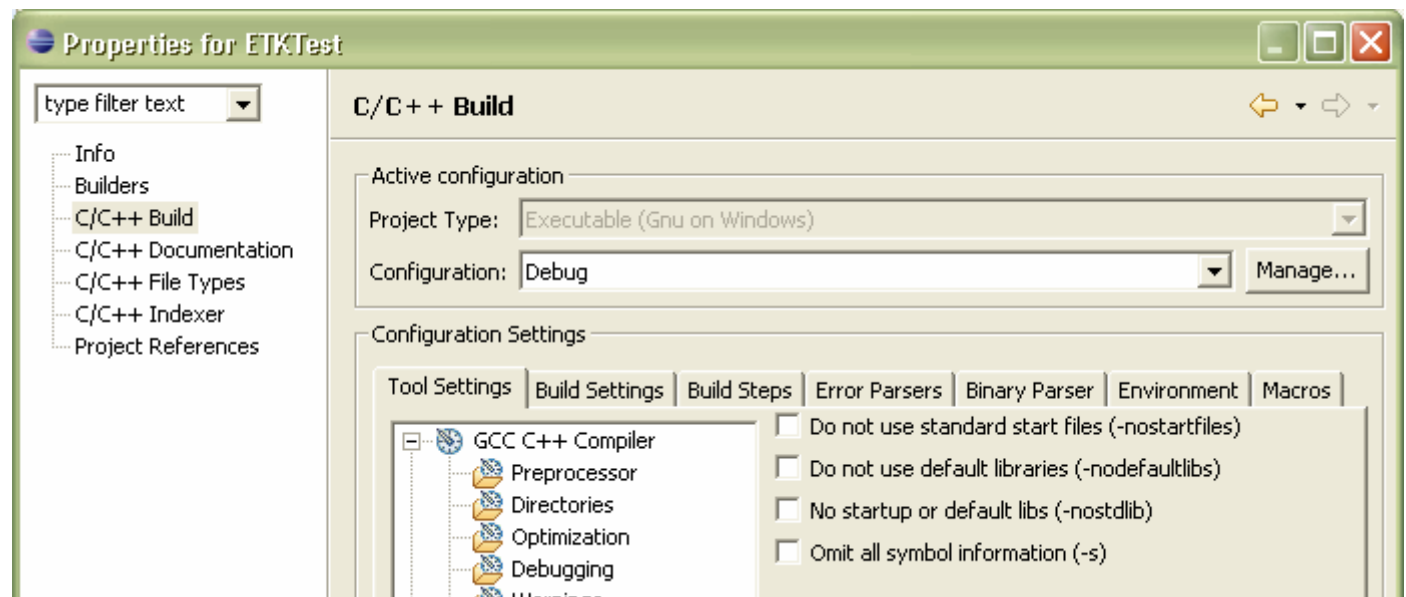 Properties for ETKTest
type filter text
Info
Builders
C/C++ Build
C/C++ Documentation
C/C++ File Types
C/C++ Indexer
Project References
C/C++ Build
Active configuration
Project Type: Executable (Gnu on Windows)
Configuration: Debug Manage...
Configuration Settings
Tool Settings Build Settings Build Steps Error Parsers Binary Parser Environment Macros
GCC C++ Compiler
Preprocessor
Directories
Optimization
Debugging
Warnings
Do not use standard start files (-nostartfiles)
Do not use default libraries (-nodefaultlibs)
No startup or default libs (-nostdlib)
Omit all symbol information (-s)